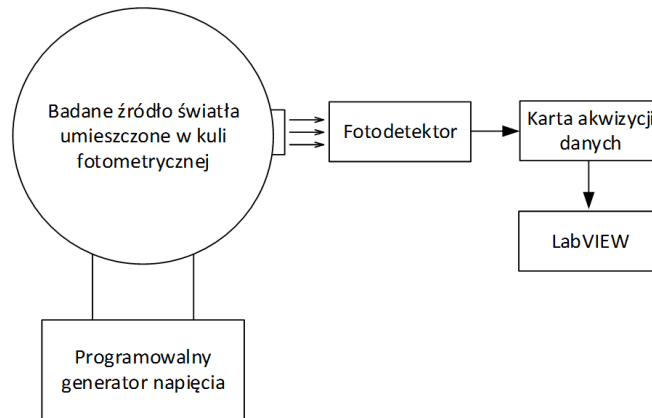 Badane źródło światła
umieszczone w kuli
fotometrycznej
Fotodetektor
Karta akwizycji
danych
LabVIEW
Programowalny
generator napięcia